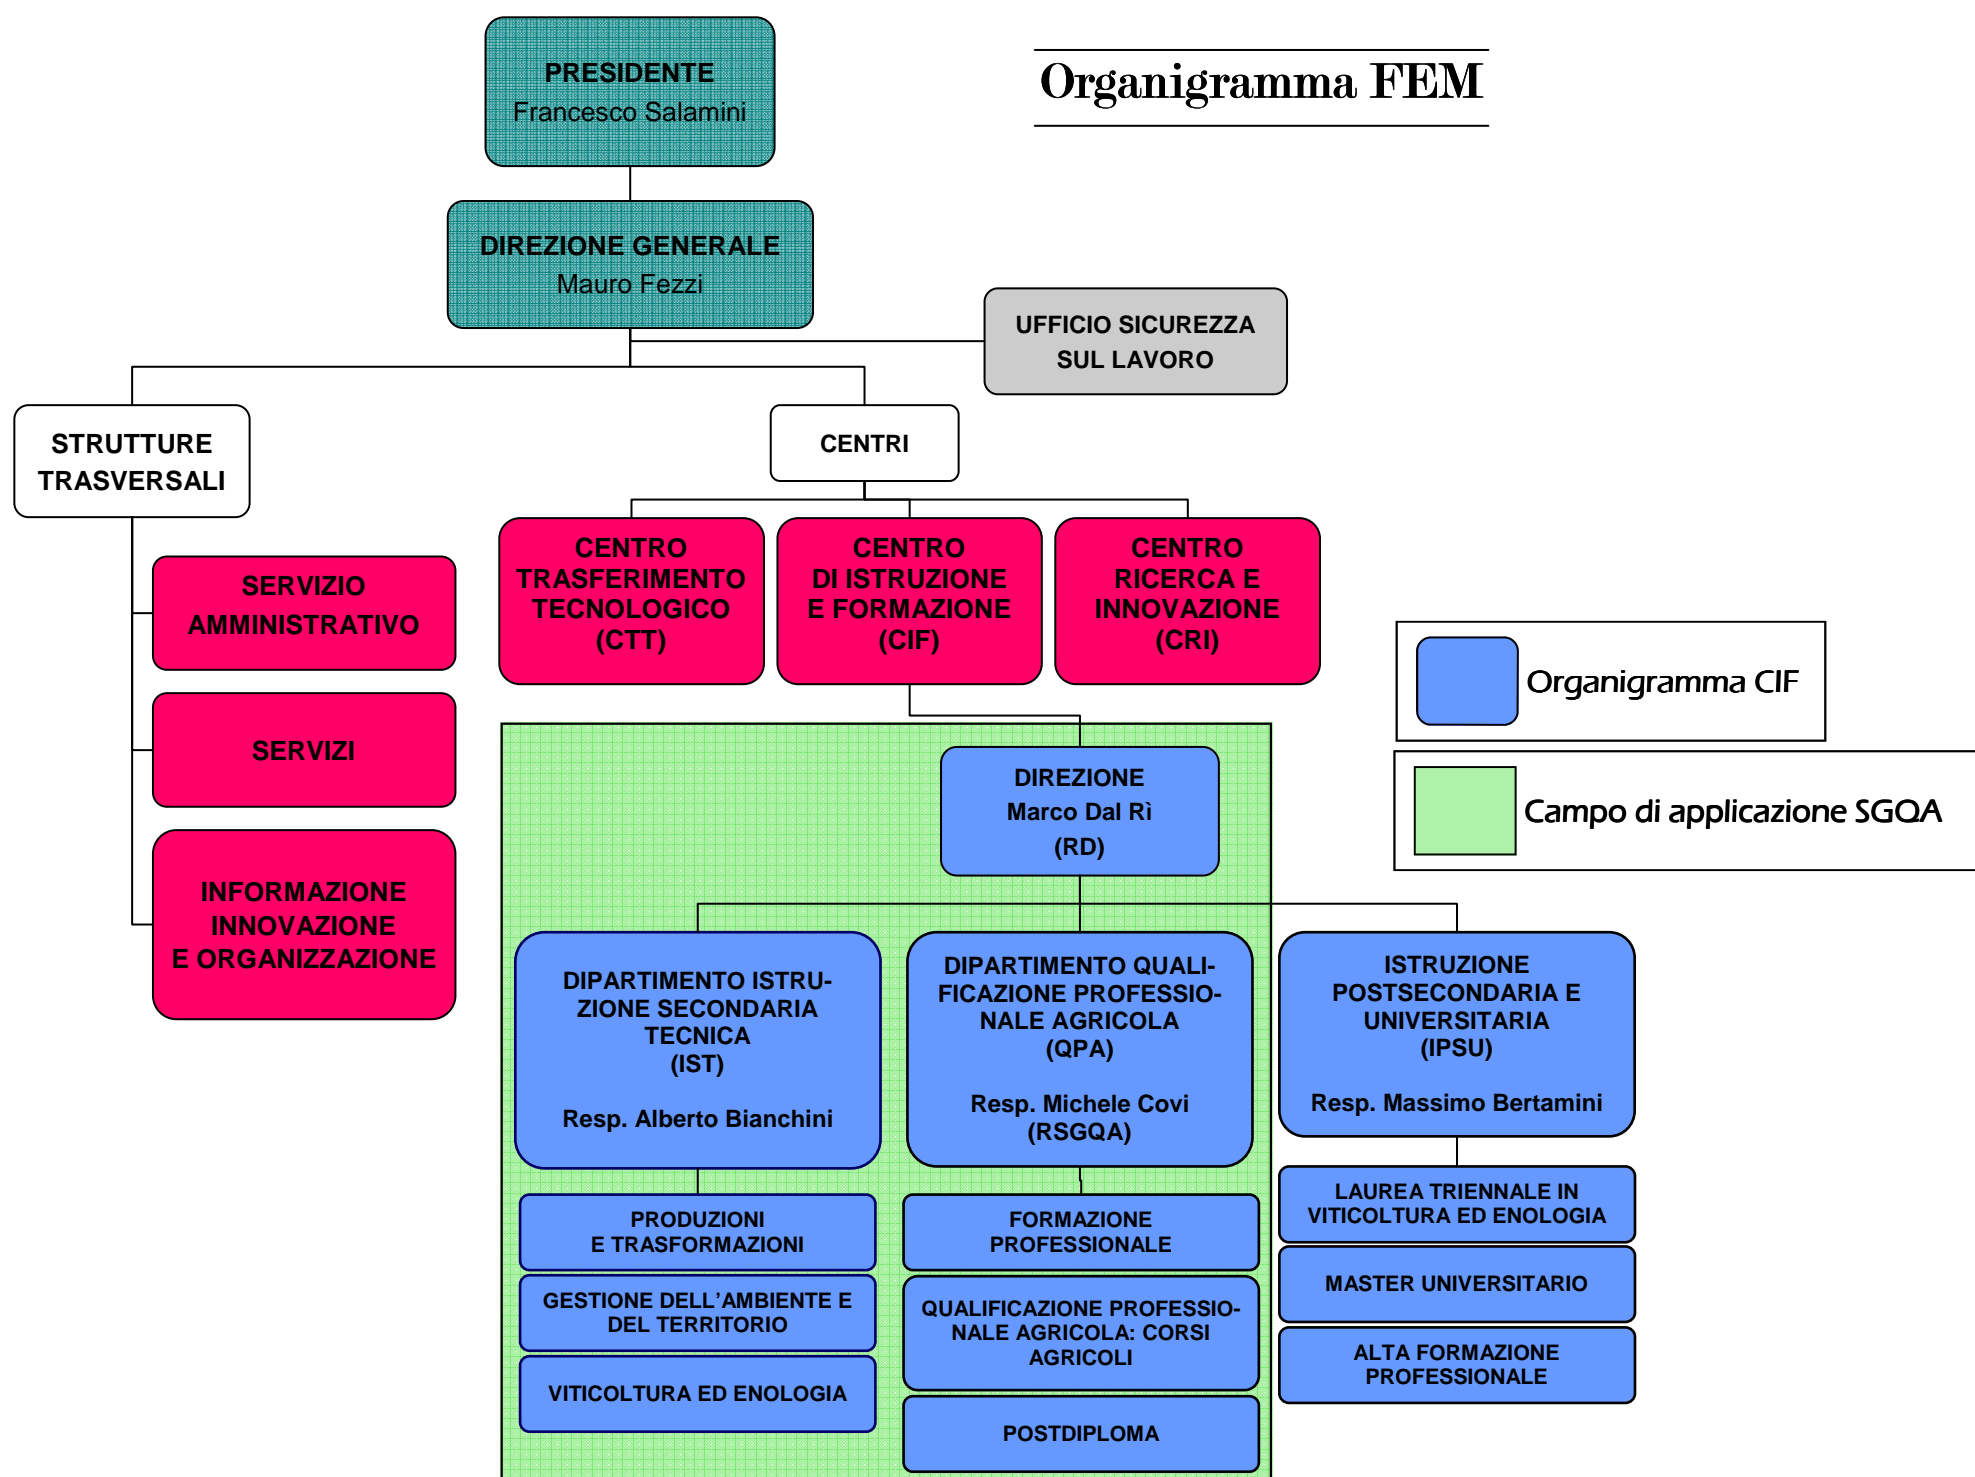 PRESIDENTE
Francesco Salamini
Organigramma FEM
DIREZIONE GENERALE
Mauro Fezzi
UFFICIO SICUREZZA
SUL LAVORO
STRUTTURE
TRASVERSALI
CENTRI
SERVIZIO
AMMINISTRATIVO
SERVIZI
INFORMAZIONE
INNOVAZIONE
E ORGANIZZAZIONE
CENTRO
TRASFERIMENTO
TECNOLOGICO
(CTT)
CENTRO
DI ISTRUZIONE
E FORMAZIONE
(CIF)
CENTRO
RICERCA E
INNOVAZIONE
(CRI)
Organigramma CIF
Campo di applicazione SGQA
DIREZIONE
Marco Dal Rì
(RD)
DIPARTIMENTO ISTRU-
ZIONE SECONDARIA
TECNICA
(IST)
Resp. Alberto Bianchini
PRODUZIONI
E TRASFORMAZIONI
GESTIONE DELL’AMBIENTE E
DEL TERRITORIO
VITICOLTURA ED ENOLOGIA
DIPARTIMENTO QUALI-
FICAZIONE PROFESSIO-
NALE AGRICOLA
(QPA)
Resp. Michele Covi
(RSGQA)
FORMAZIONE
PROFESSIONALE
QUALIFICAZIONE PROFESSIO-
NALE AGRICOLA: CORSI
AGRICOLI
POSTDIPLOMA
ISTRUZIONE
POSTSECONDARIA E
UNIVERSITARIA
(IPSU)
Resp. Massimo Bertamini
LAUREA TRIENNALE IN
VITICOLTURA ED ENOLOGIA
MASTER UNIVERSITARIO
ALTA FORMAZIONE
PROFESSIONALE